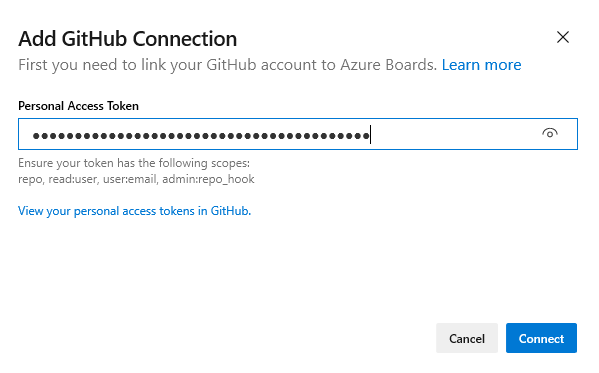 Add GitHub Connection
First you need to link your GitHub account to Azure Boards. Learn more
Personal Access Token
••••••••••••••••••••••••••••••••••••••••
Ensure your token has the following scopes:
repo, read:user, user:email, admin:repo_hook
View your personal access tokens in GitHub.
Cancel Connect